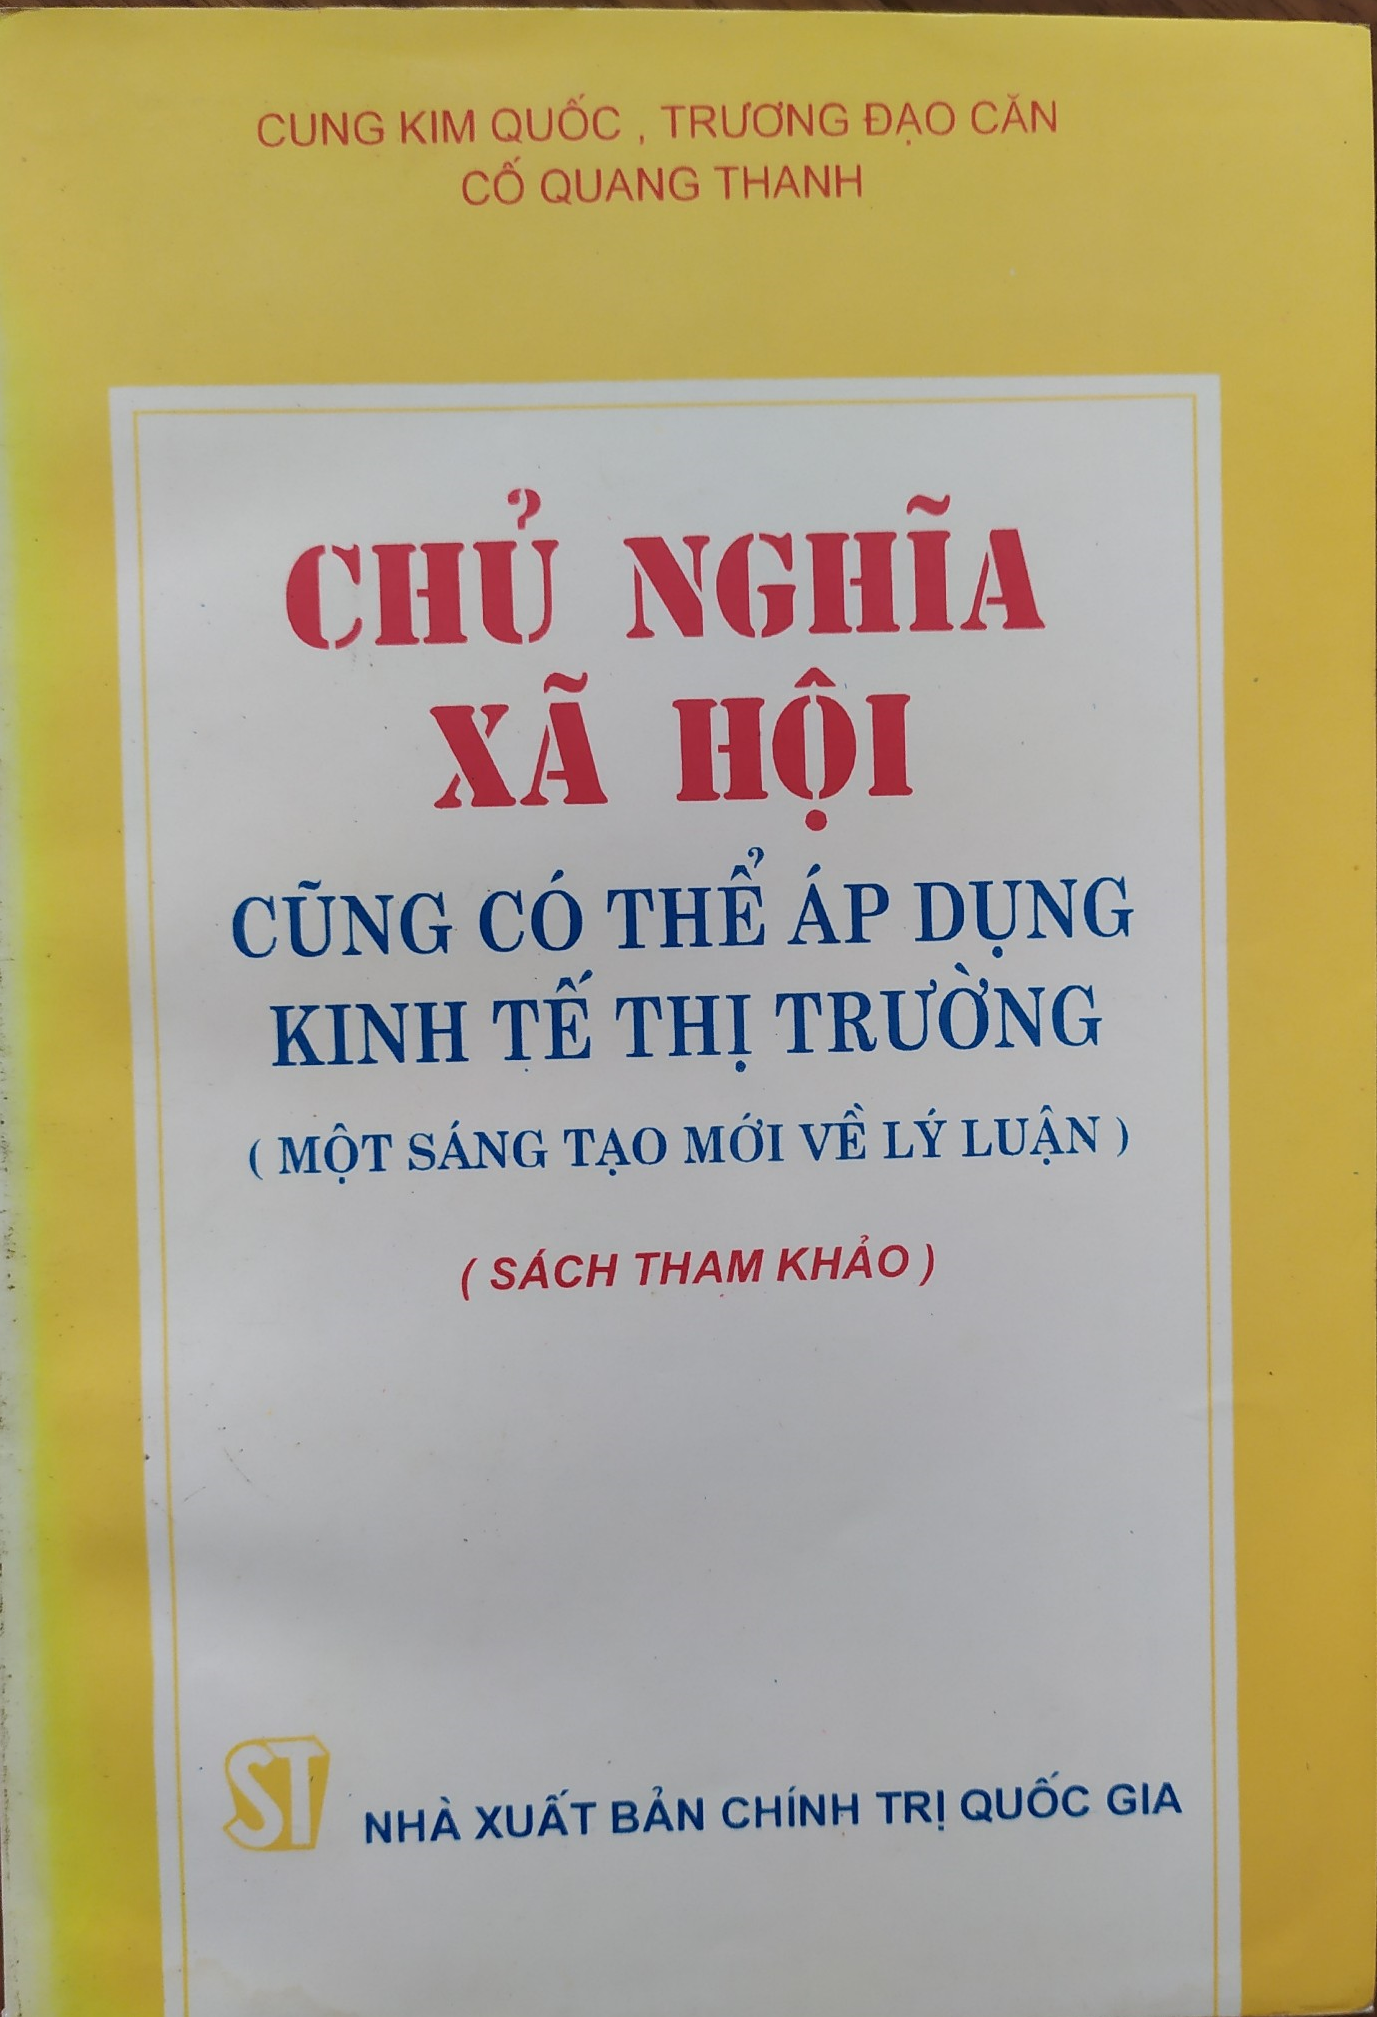 CUNG KIM QUỐC , TRƯƠNG ĐẠO CĂN
CỐ QUANG THANH
CHỦ NGHĨA
XÃ HỘI
CŨNG CÓ THỂ ÁP DỤNG
KINH TẾ THỊ TRƯỜNG
( MỘT SÁNG TẠO MỚI VỀ LÝ LUẬN )
( SÁCH THAM KHẢO )
ST
NHÀ XUẤT BẢN CHÍNH TRỊ QUỐC GIA